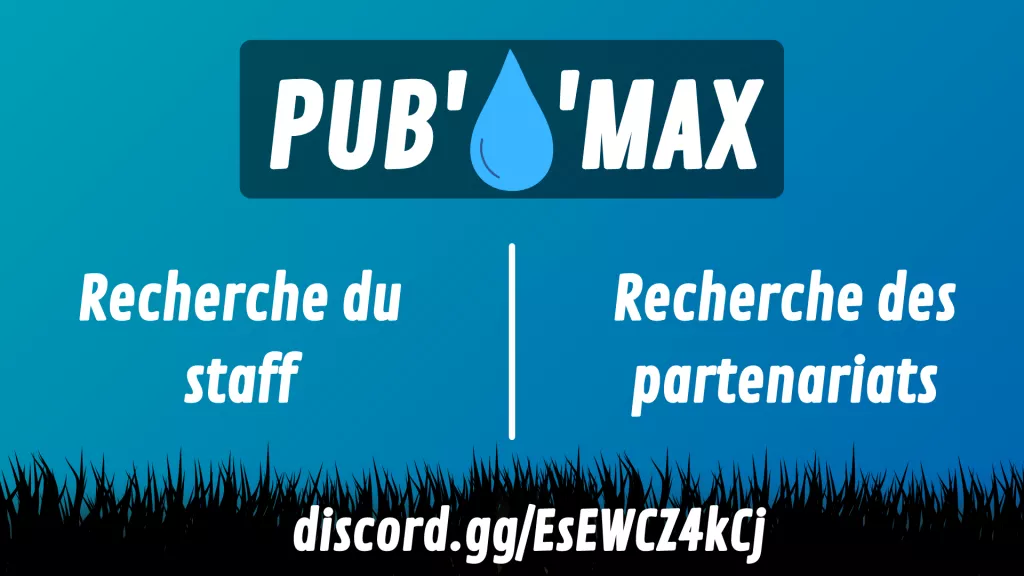 PUB' 'MAX
Recherche du
staff
Recherche des
partenariats
discord.gg/EsEWCZ4kCj